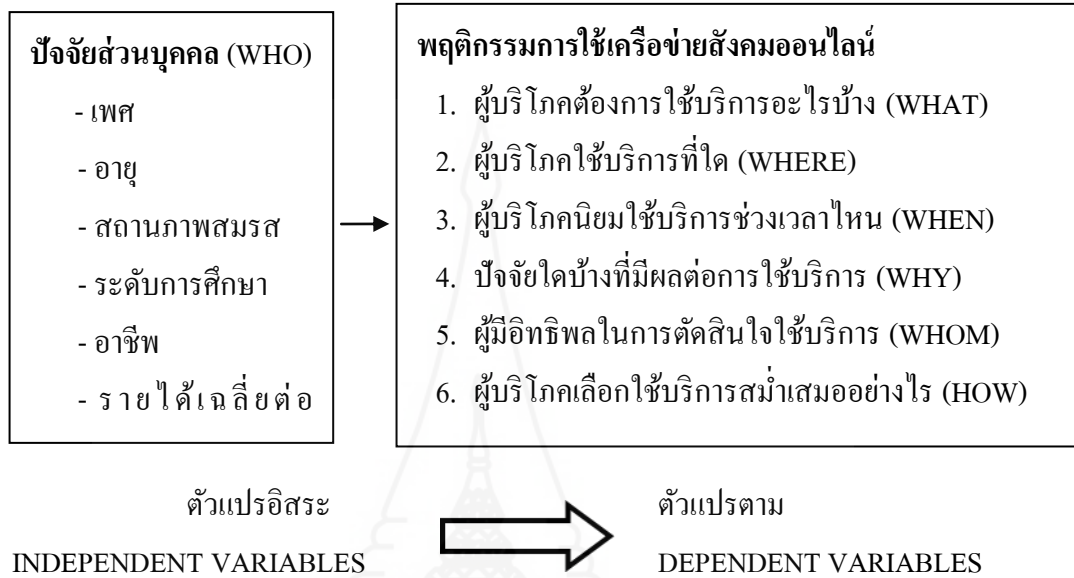 ปัจจัยส่วนบุคคล (WHO)
- เพศ
- อายุ
- สถานภาพสมรส
- ระดับการศึกษา
- อาชีพ
- รายได้เฉลี่ยต่อ
พฤติกรรมการใช้เครือข่ายสังคมออนไลน์
1. ผู้บริโภคต้องการใช้บริการอะไรบ้าง (WHAT)
2. ผู้บริโภคใช้บริการที่ใด (WHERE)
3. ผู้บริโภคนิยมใช้บริการช่วงเวลาไหน (WHEN)
4. ปัจจัยใดบ้างที่มีผลต่อการใช้บริการ (WHY)
5. ผู้มีอิทธิพลในการตัดสินใจใช้บริการ (WHOM)
6. ผู้บริโภคเลือกใช้บริการสม่ำเสมออย่างไร (HOW)
ตัวแปรอิสระ
INDEPENDENT VARIABLES
ตัวแปรตาม
DEPENDENT VARIABLES